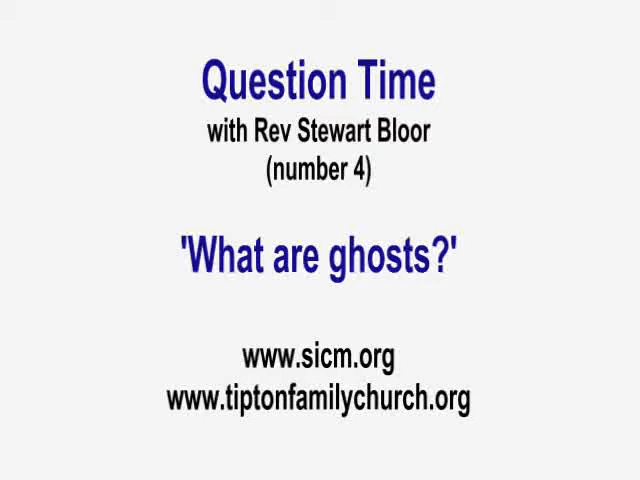 Question Time
with Rev Stewart Bloor
(number 4)
'What are ghosts?'
www.sicm.org
www.tiptonfamilychurch.org